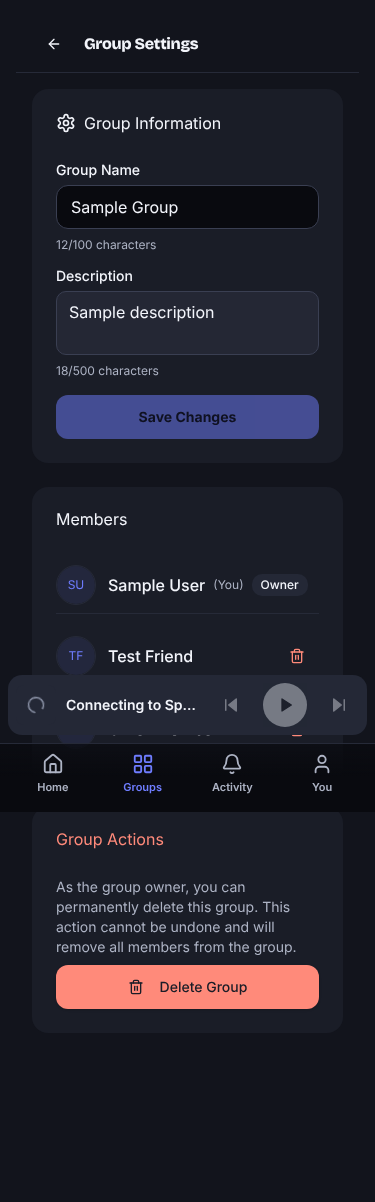 Group Settings
Group Information
Group Name
Sample Group
12/100 characters
Description
Sample description
18/500 characters
Save Changes
Members
SU
Sample User (You) Owner
TF
Test Friend
Connecting to Sp...
Home
Groups
Activity
You
Group Actions
As the group owner, you can
permanently delete this group. This
action cannot be undone and will
remove all members from the group.
Delete Group